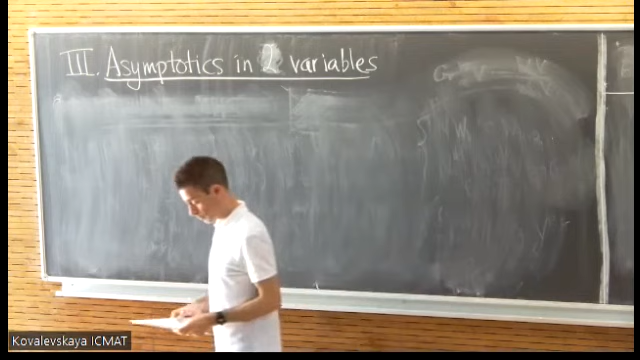 III. Asymptotics in 2 variables
Kovalevskaya ICMAT